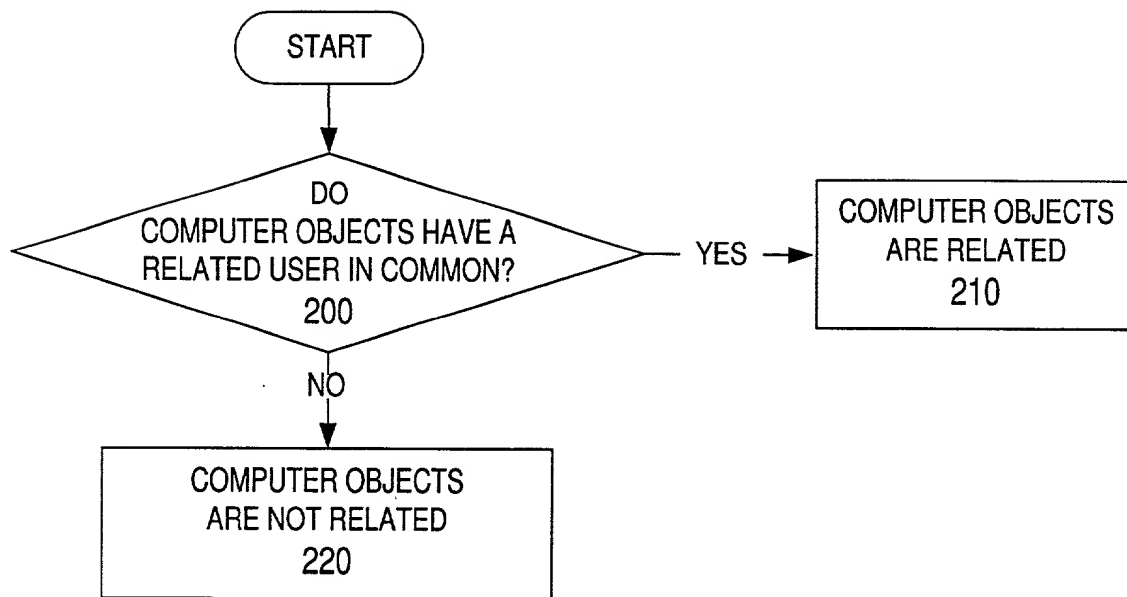 START
DO
COMPUTER OBJECTS HAVE A
RELATED USER IN COMMON?
200
YES
COMPUTER OBJECTS
ARE RELATED
210
NO
COMPUTER OBJECTS
ARE NOT RELATED
220